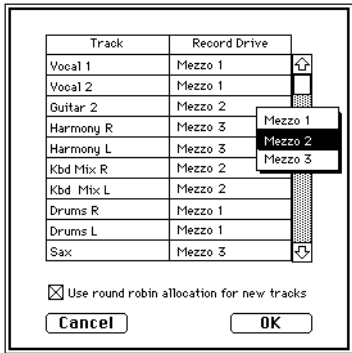 Track Record Drive
Vocal 1 Mezzo 1
Vocal 2 Mezzo 1
Guitar 2 Mezzo 2
Mezzo 1
Harmony R Mezzo 3
Mezzo 2
Harmony L Mezzo 3
Mezzo 3
Kbd Mix R Mezzo 2
Kbd Mix L Mezzo 2
Drums R Mezzo 1
Drums L Mezzo 1
Sax Mezzo 3
Use round robin allocation for new tracks
Cancel OK